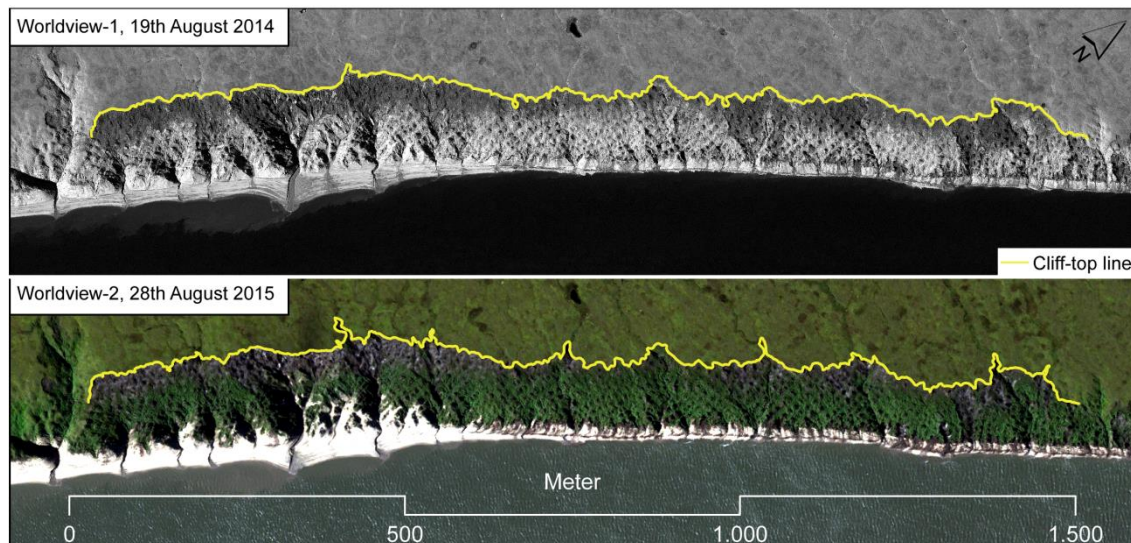 Worldview-1, 19th August 2014
N
Cliff-top line
Worldview-2, 28th August 2015
Meter
0
500
1.000
1.500